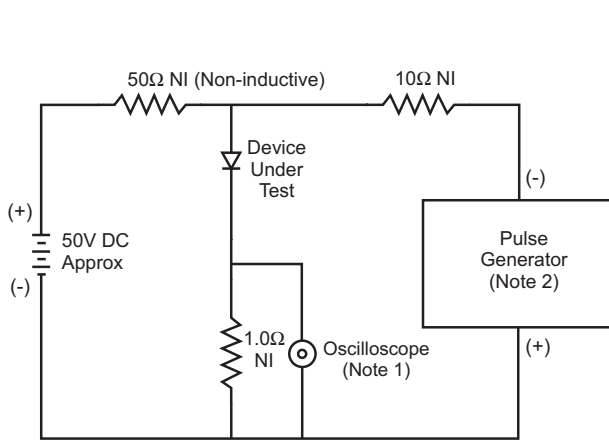 50Ω NI (Non-inductive)
10Ω NI
Device
Under
Test
(+)
50V DC
Approx
(-)
(-)
Pulse
Generator
(Note 2)
(+)
1.0Ω
NI
Oscilloscope
(Note 1)